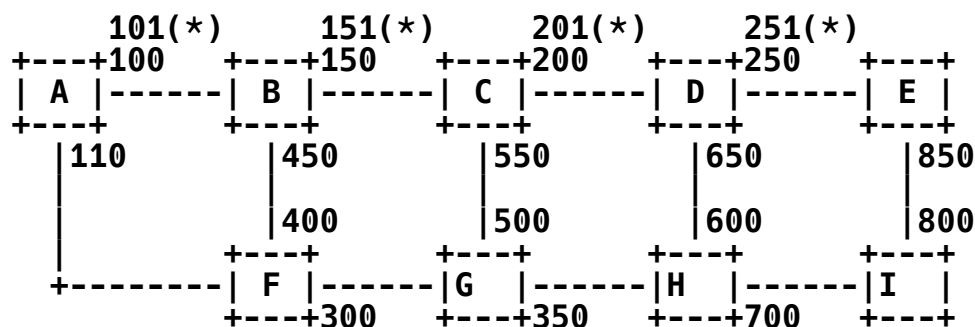 101(*) 151(*) 201(*) 251(*)
+---+100 +---+150 +---+200 +---+250 +---+
| A |------| B |------| C |------| D |------| E |
+---+ +---+ +---+ +---+ +---+
|110 |450 |550 |650 |850
| | | | |
| |400 |500 |600 |800
| +---+ +---+ +---+ +---+
+--------| F |------|G |------|H |------|I |
+---+300 +---+350 +---+700 +---+